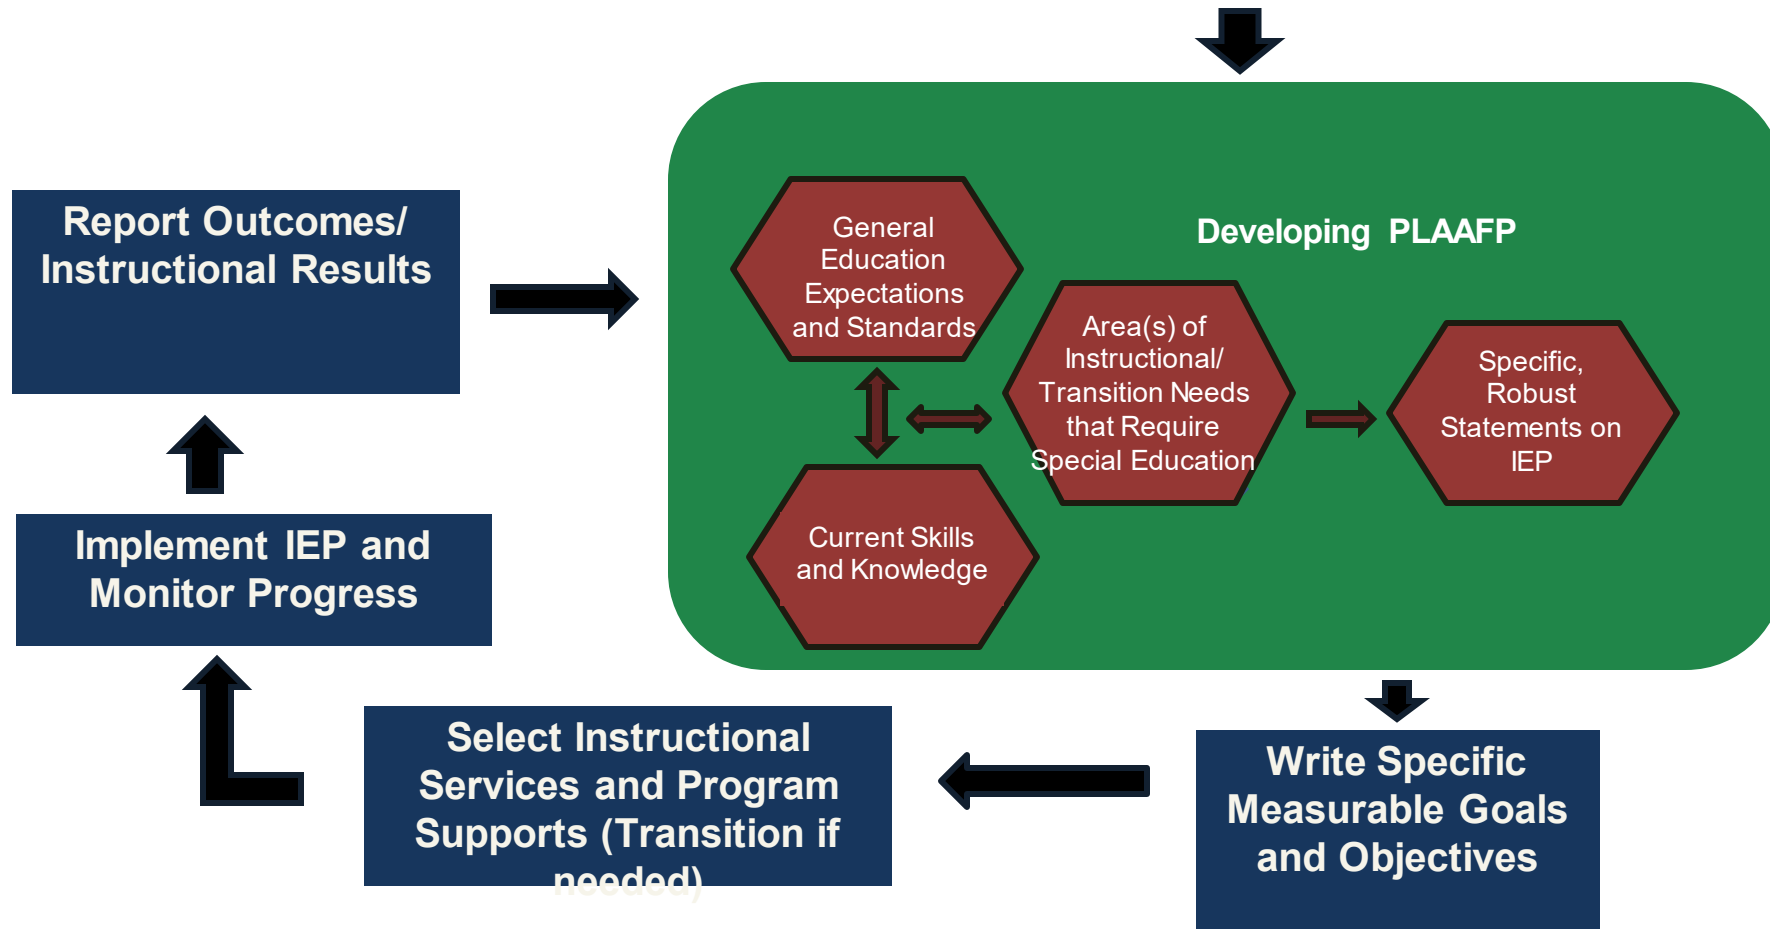 Report Outcomes/
Instructional Results
Developing PLAAFP
General
Education
Expectations
and Standards
Area(s) of
Instructional/
Transition Needs
that Require
Special Education
Specific,
Robust
Statements on
IEP
Current Skills
and Knowledge
Implement IEP and
Monitor Progress
Select Instructional
Services and Program
Supports (Transition if
needed)
Write Specific
Measurable Goals
and Objectives